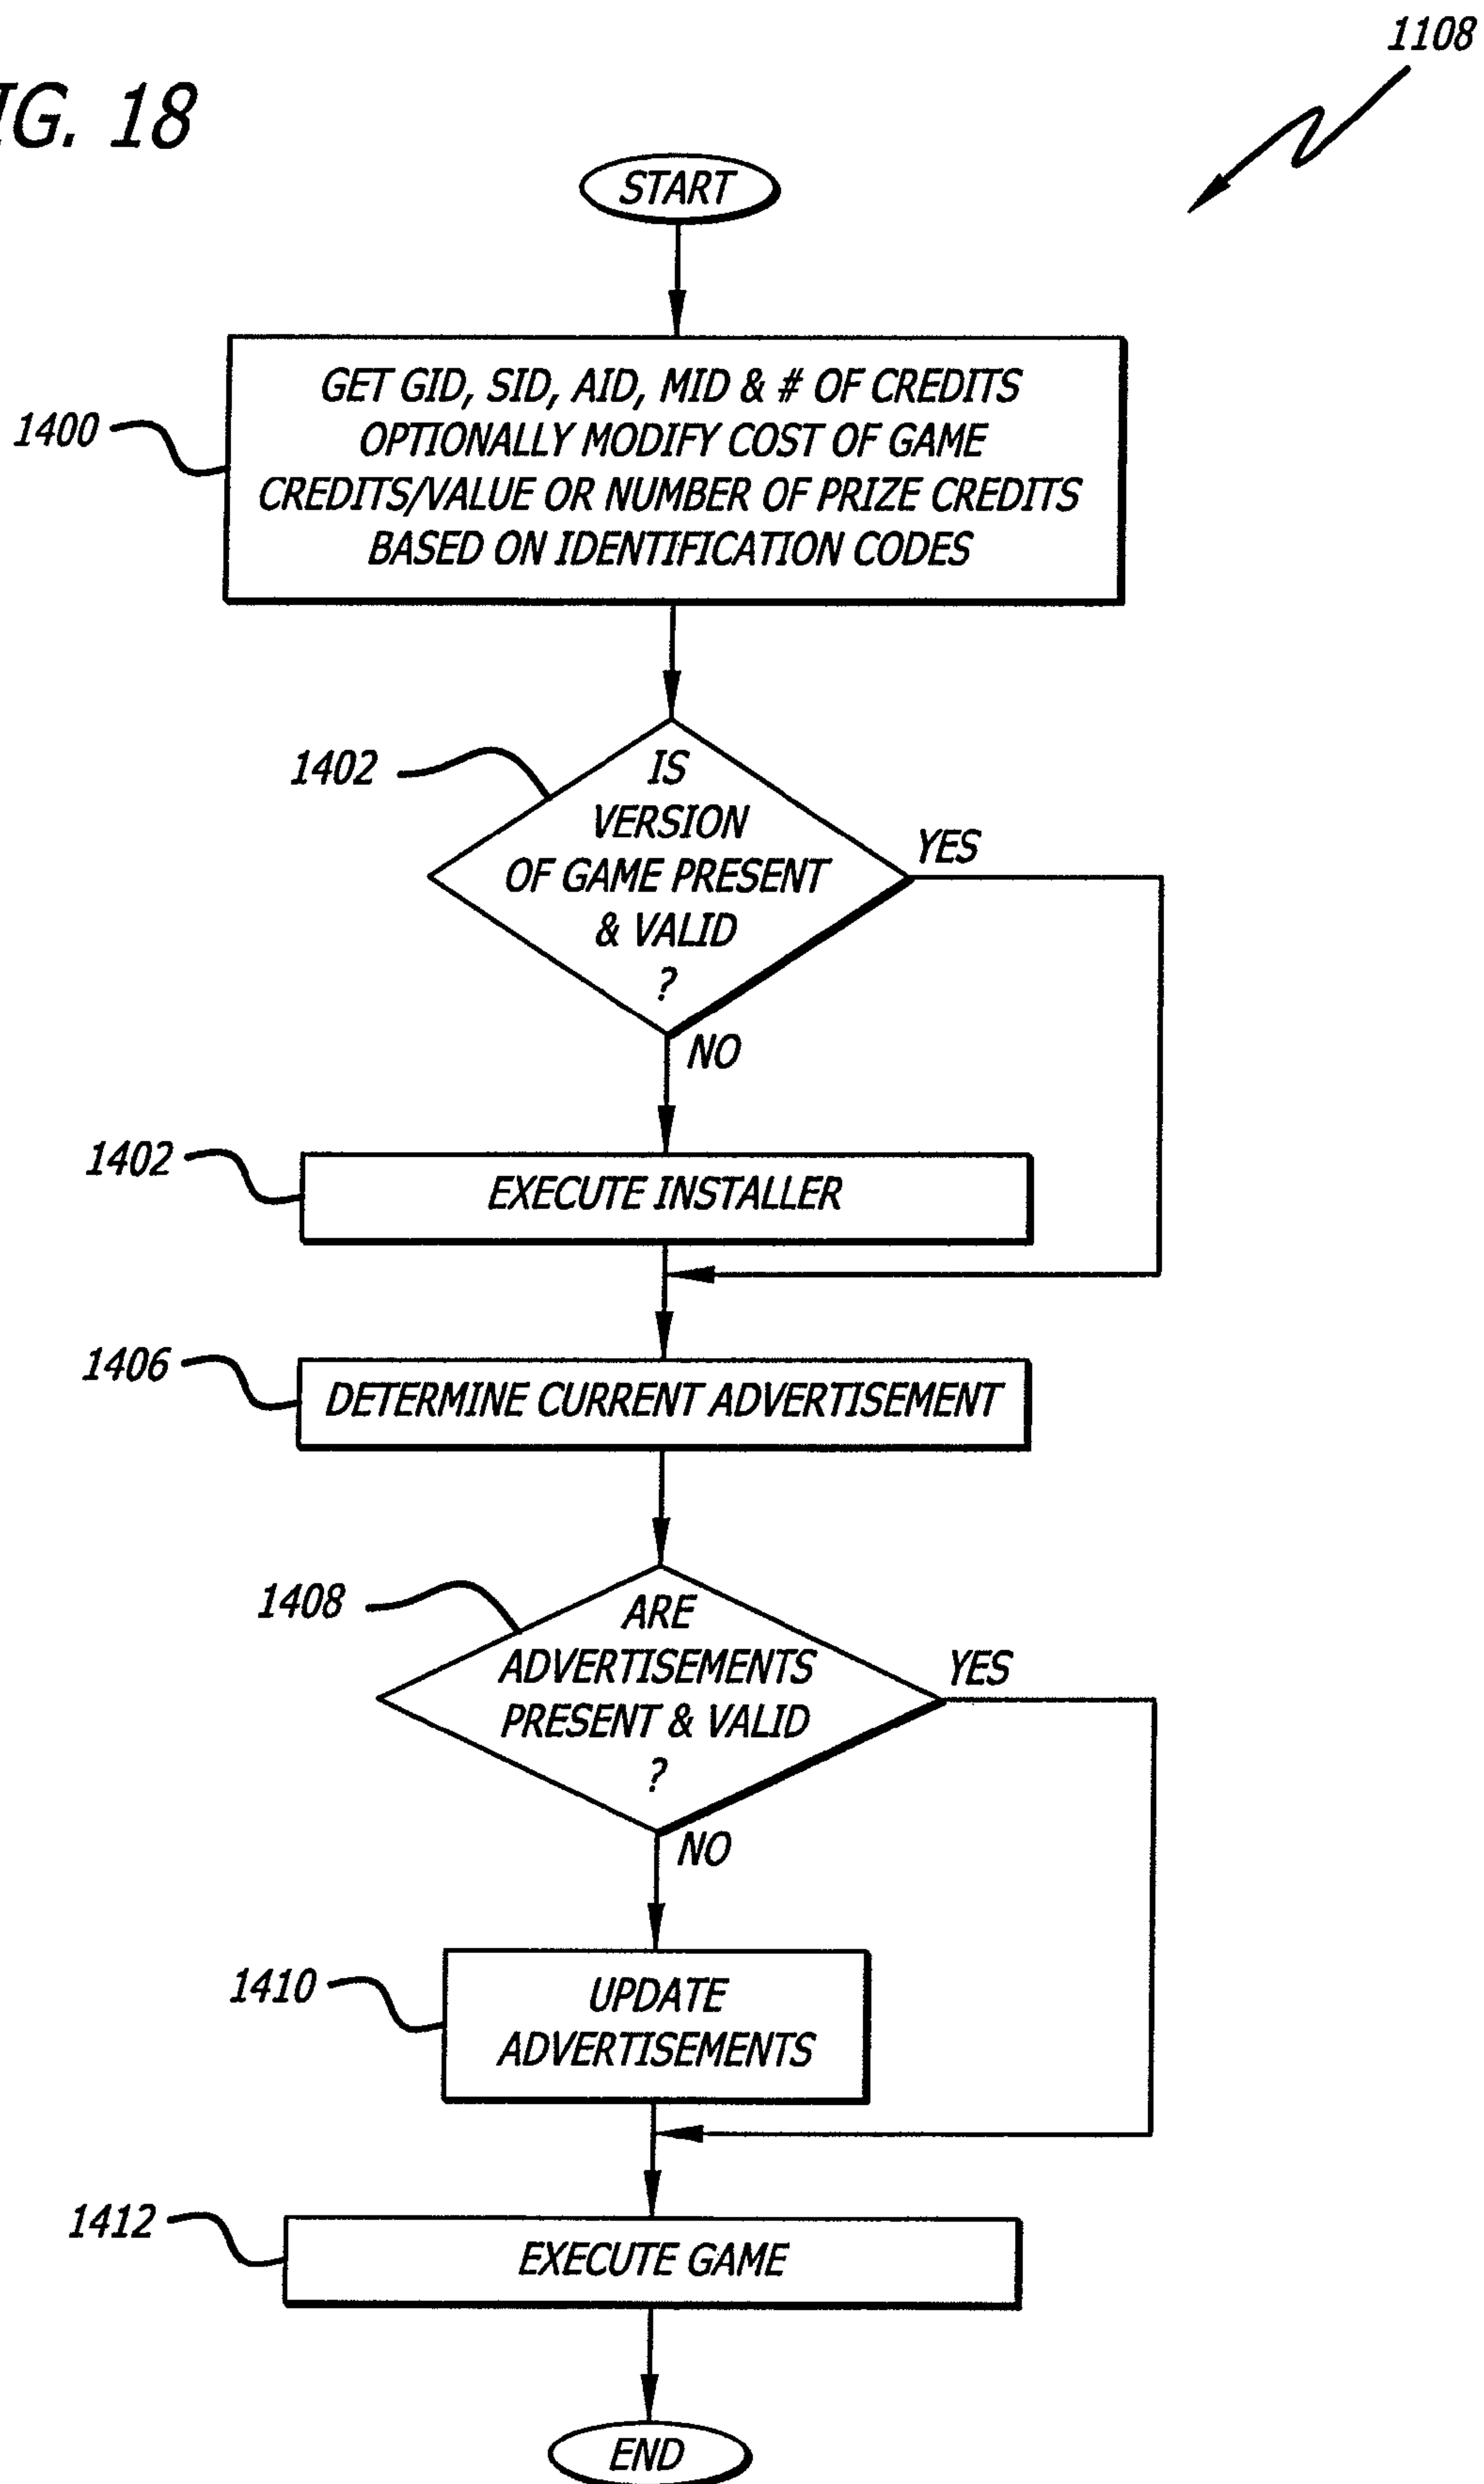 1108
IG. 18
START
1400
GET GID, SID, AID, MID & # OF CREDITS
OPTIONALLY MODIFY COST OF GAME
CREDITS/VALUE OR NUMBER OF PRIZE CREDITS
BASED ON IDENTIFICATION CODES
1402
IS
VERSION
OF GAME PRESENT
& VALID
?
YES
NO
1402
EXECUTE INSTALLER
1406
DETERMINE CURRENT ADVERTISEMENT
1408
ARE
ADVERTISEMENTS
PRESENT & VALID
?
YES
NO
1410
UPDATE
ADVERTISEMENTS
1412
EXECUTE GAME
END